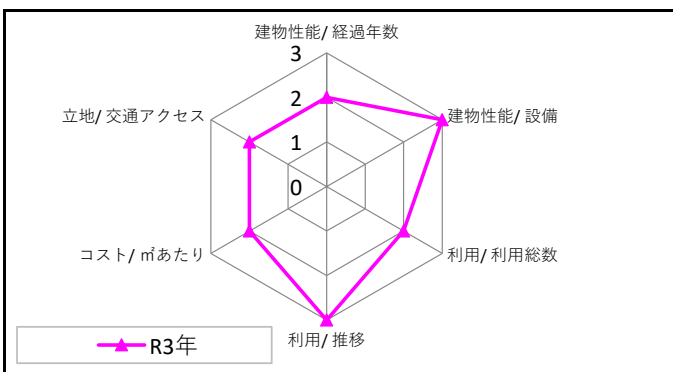 建物性能/ 経過年数
3
2
1
0
立地/ 交通アクセス
建物性能/ 設備
コスト/ ㎡あたり
利用/ 利用総数
利用/ 推移
R3年